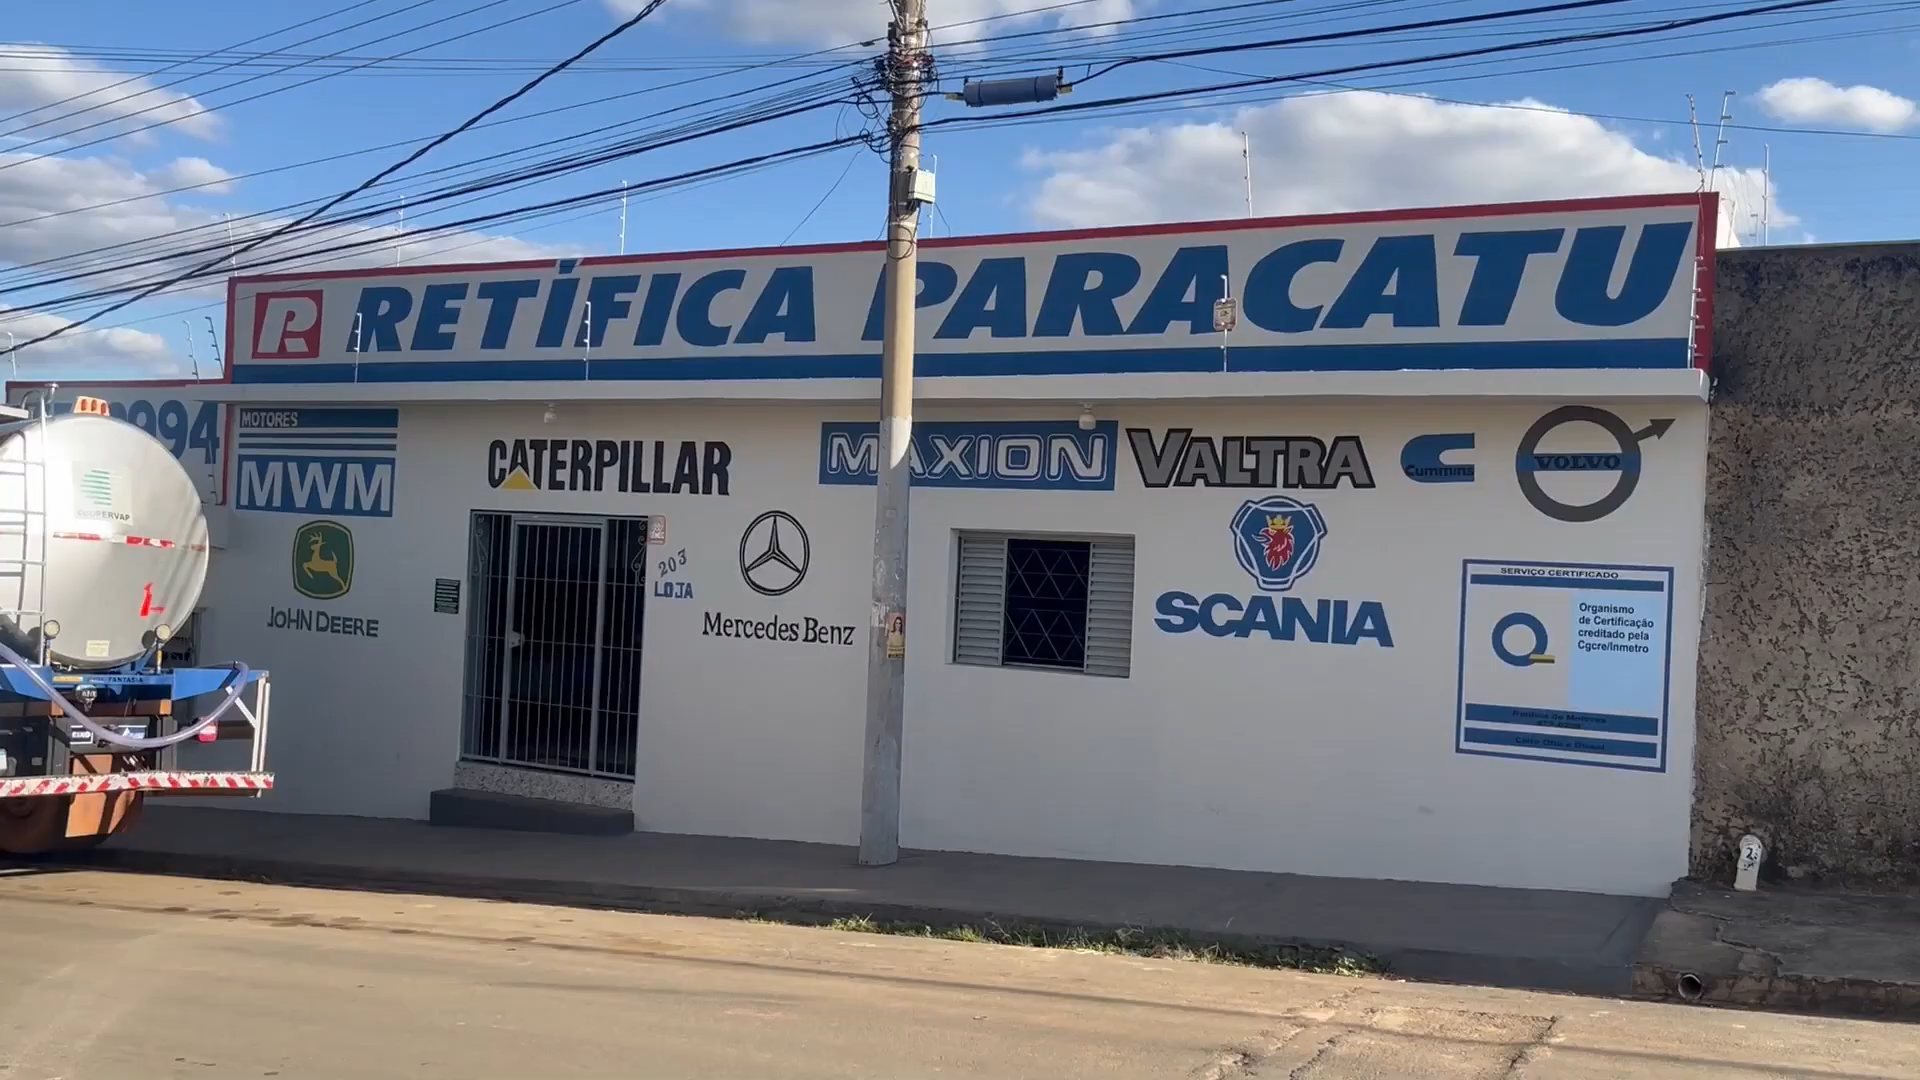 R RETÍFICA PARACATU
994
MOTORES
MWM
CATERPILLAR
MAXION
VALTRA
Cummins
VOLVO
JOHN DEERE
203
LOJA
Mercedes Benz
SCANIA
SERVIÇO CERTIFICADO
Organismo
de Certificação
creditado pela
Cgcre/Inmetro
COOPERVAP
FANTASIA